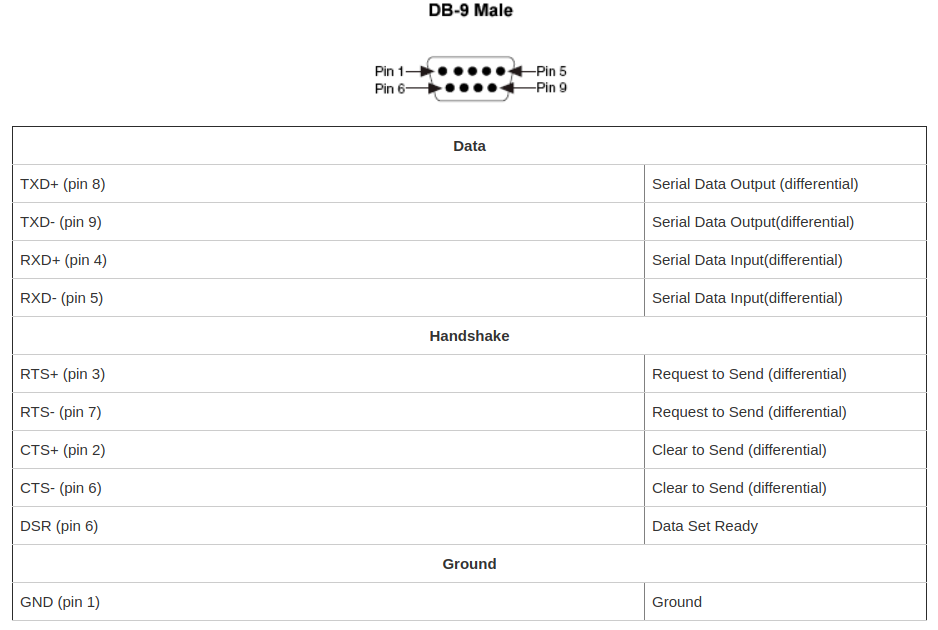 DB-9 Male
Pin 1 Pin 5
Pin 6 Pin 9
Data
TXD+ (pin 8) Serial Data Output (differential)
TXD- (pin 9) Serial Data Output(differential)
RXD+ (pin 4) Serial Data Input(differential)
RXD- (pin 5) Serial Data Input(differential)
Handshake
RTS+ (pin 3) Request to Send (differential)
RTS- (pin 7) Request to Send (differential)
CTS+ (pin 2) Clear to Send (differential)
CTS- (pin 6) Clear to Send (differential)
DSR (pin 6) Data Set Ready
Ground
GND (pin 1) Ground